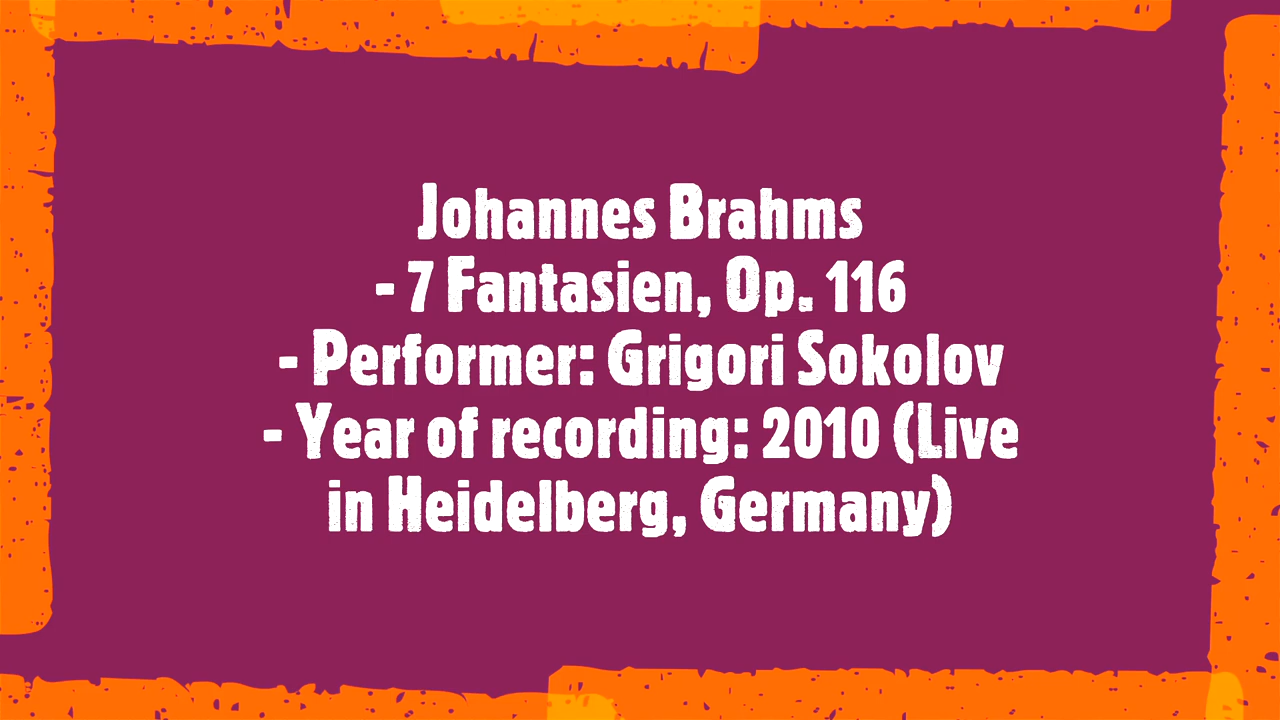 Johannes Brahms
- 7 Fantasien, Op. 116
- Performer: Grigori Sokolov
- Year of recording: 2010 (Live
in Heidelberg, Germany)